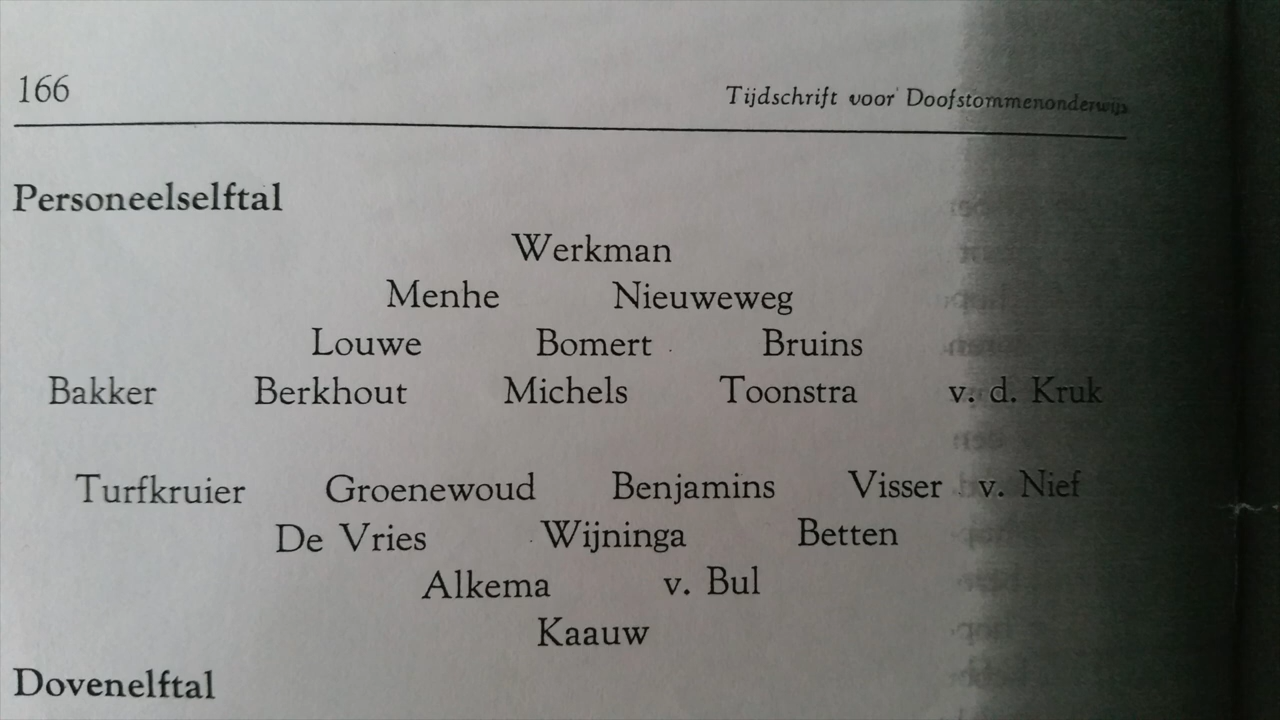 166 Tijdschrift voor Doofstommenonderwijs
Personeelselftal
Werkman
Menhe Nieuweweg
Louwe Bomert Bruins
Bakker Berkhout Michels Toonstra v. d. Kruk
Turfkruier Groenewoud Benjamins Visser v. Nief
De Vries Wijninga Betten
Alkema v. Bul
Kaauw
Dovenelftal